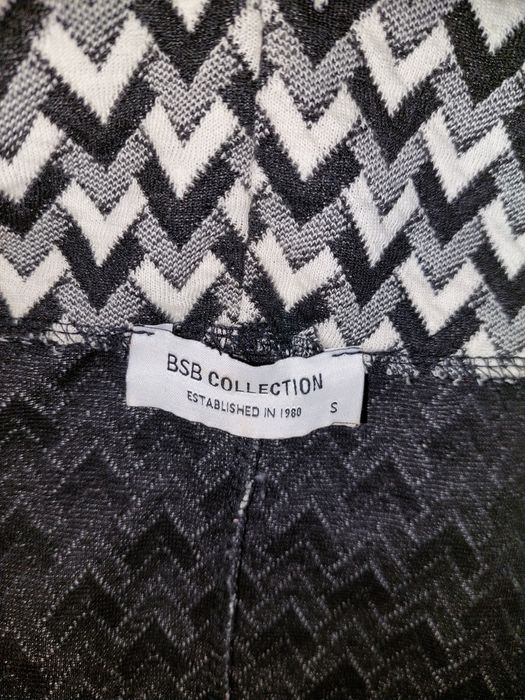 BSB COLLECTION
ESTABLISHED IN 1980
S